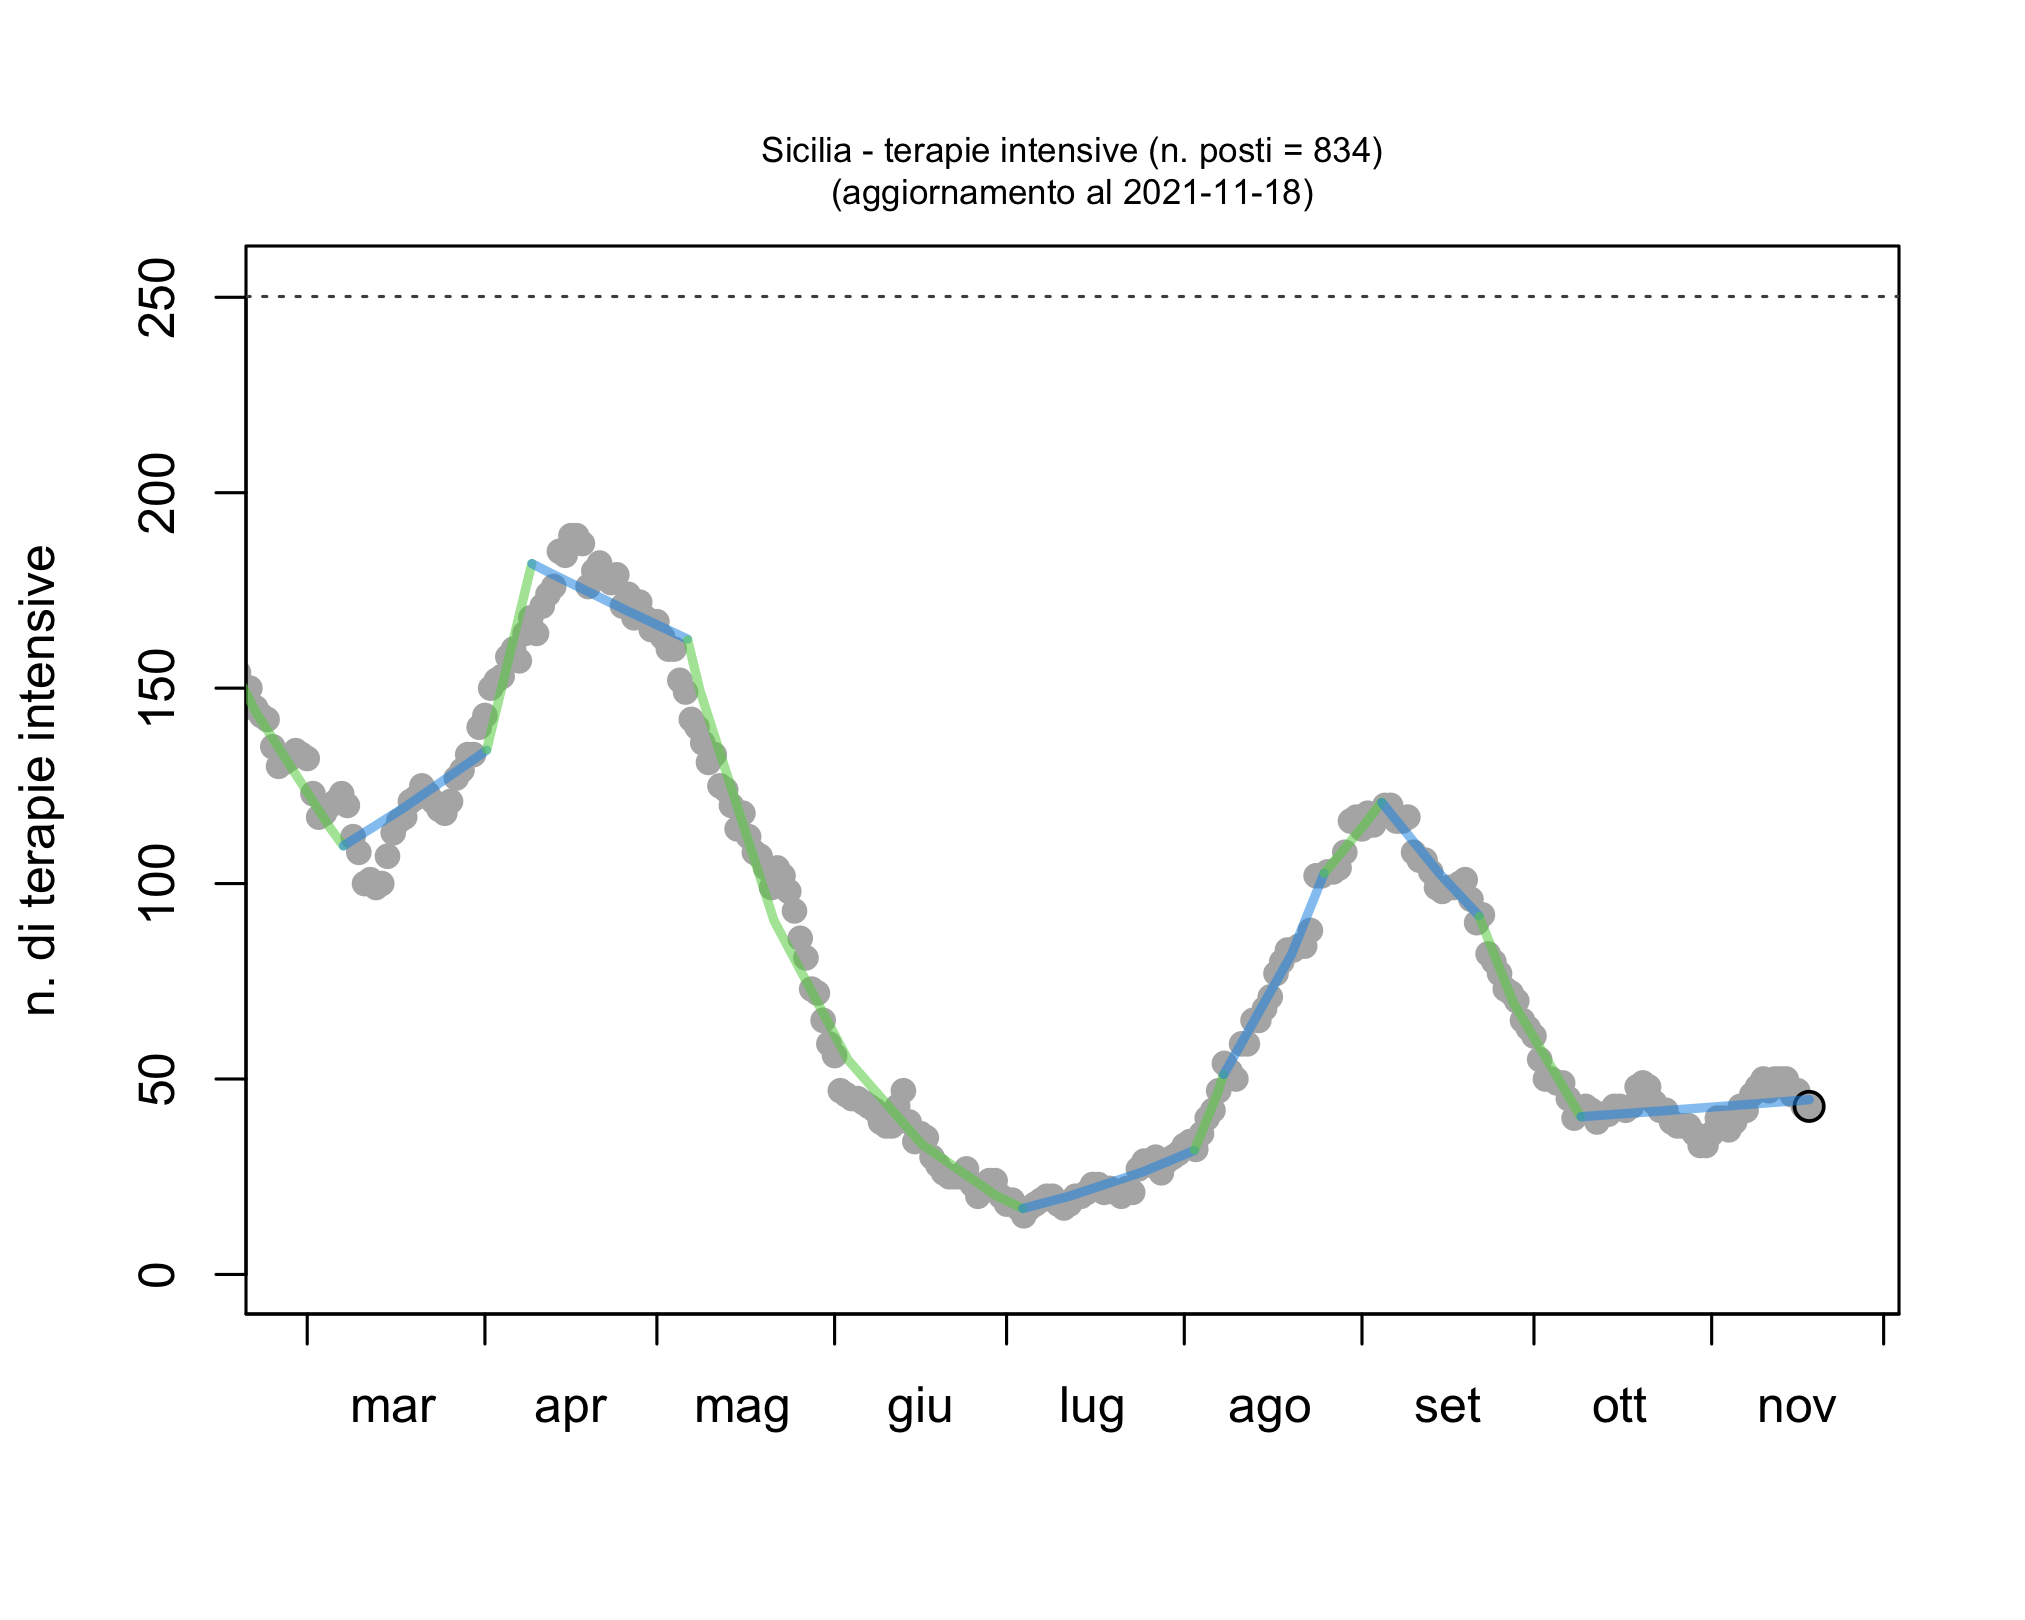 Sicilia - terapie intensive (n. posti = 834)
(aggiornamento al 2021-11-18)
n. di terapie intensive
250
200
150
100
50
0
mar apr mag giu lug ago set ott nov